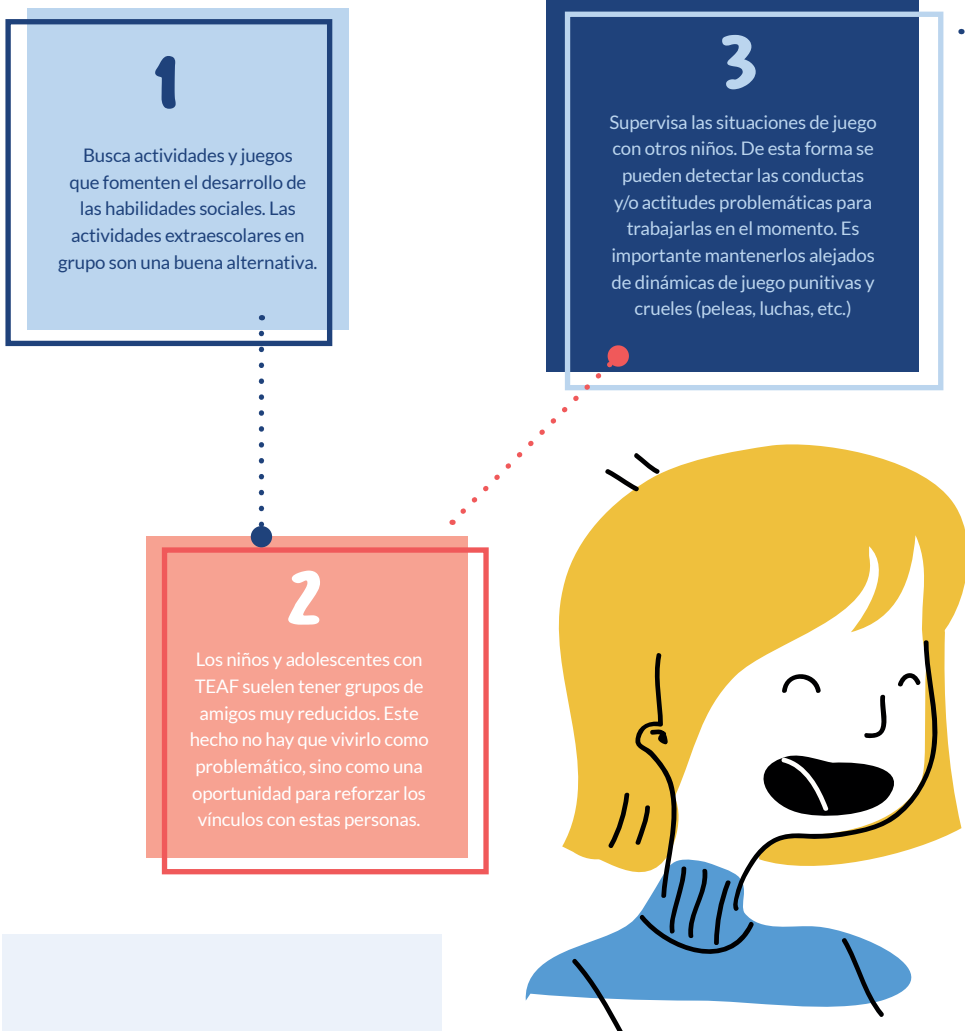 1
Busca actividades y juegos
que fomenten el desarrollo de
las habilidades sociales. Las
actividades extraescolares en
grupo son una buena alternativa.
2
Los niños y adolescentes con
TEAF suelen tener grupos de
amigos muy reducidos. Este
hecho no hay que vivirlo como
problemático, sino como una
oportunidad para reforzar los
vínculos con estas personas.
3
Supervisa las situaciones de juego
con otros niños. De esta forma se
pueden detectar las conductas
y/o actitudes problemáticas para
trabajarlas en el momento. Es
importante mantenerlos alejados
de dinámicas de juego punitivas y
crueles (peleas, luchas, etc.)